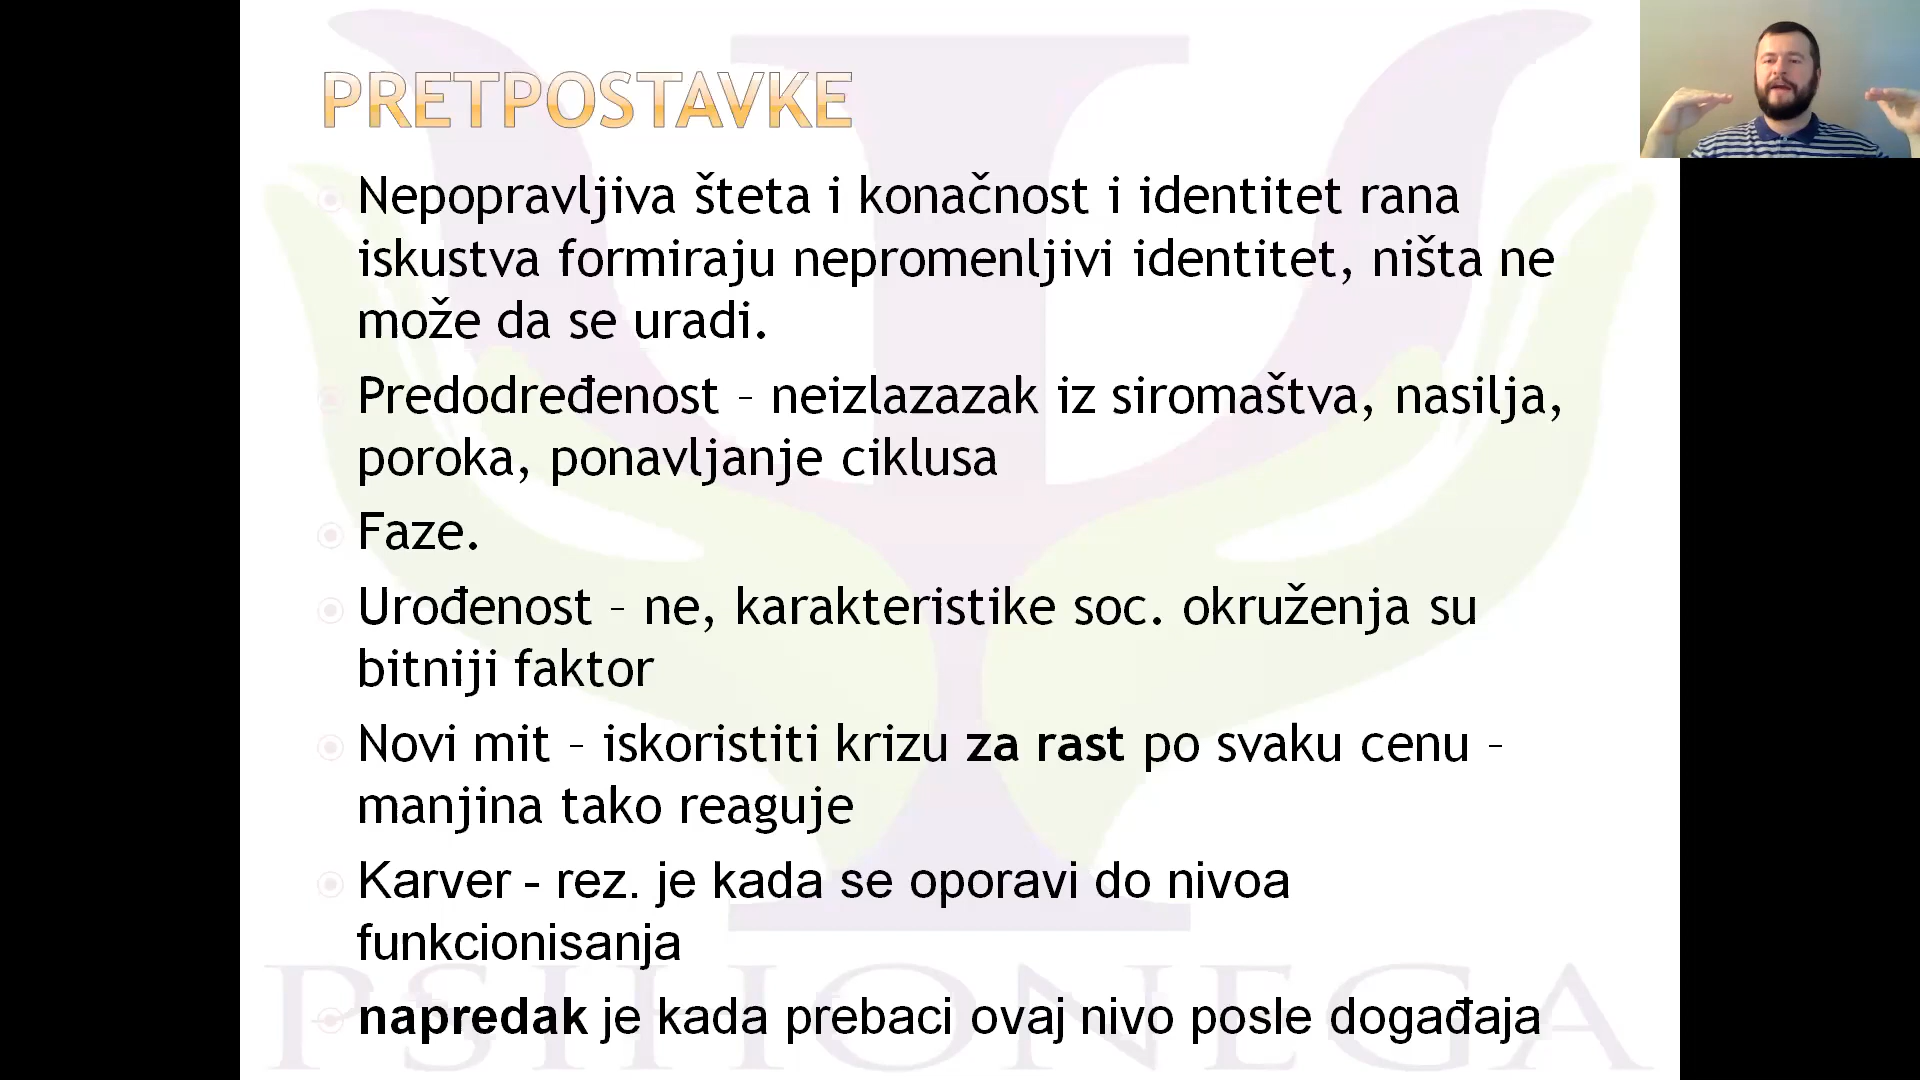 PRETPOSTAVKE
Nepopravljiva šteta i konačnost i identitet rana
iskustva formiraju nepromenljivi identitet, ništa ne
može da se uradi.
Predodređenost – neizlazazak iz siromaštva, nasilja,
poroka, ponavljanje ciklusa
Faze.
Urođenost – ne, karakteristike soc. okruženja su
bitniji faktor
Novi mit – iskoristiti krizu za rast po svaku cenu –
manjina tako reaguje
Karver - rez. je kada se oporavi do nivoa
funkcionisanja
napredak je kada prebaci ovaj nivo posle događaja
PSIHONEGA